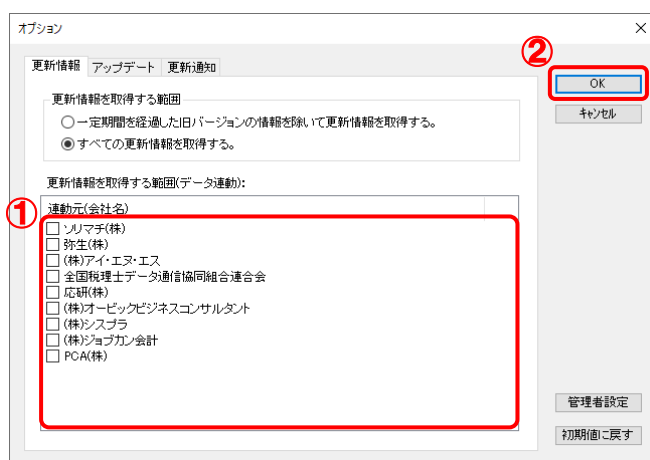 オプション
②
更新情報 アップデート 更新通知
OK
更新情報を取得する範囲
キャンセル
一定期間を経過した旧バージョンの情報を除いて更新情報を取得する。
すべての更新情報を取得する。
更新情報を取得する範囲(データ連動):
①
連動元(会社名)
ソリマチ(株)
弥生(株)
(株)アイ・エヌ・エス
全国税理士データ通信協同組合連合会
応研(株)
(株)オービックビジネスコンサルタント
(株)シスプラ
(株)ジョブカン会計
PCA(株)
管理者設定
初期値に戻す